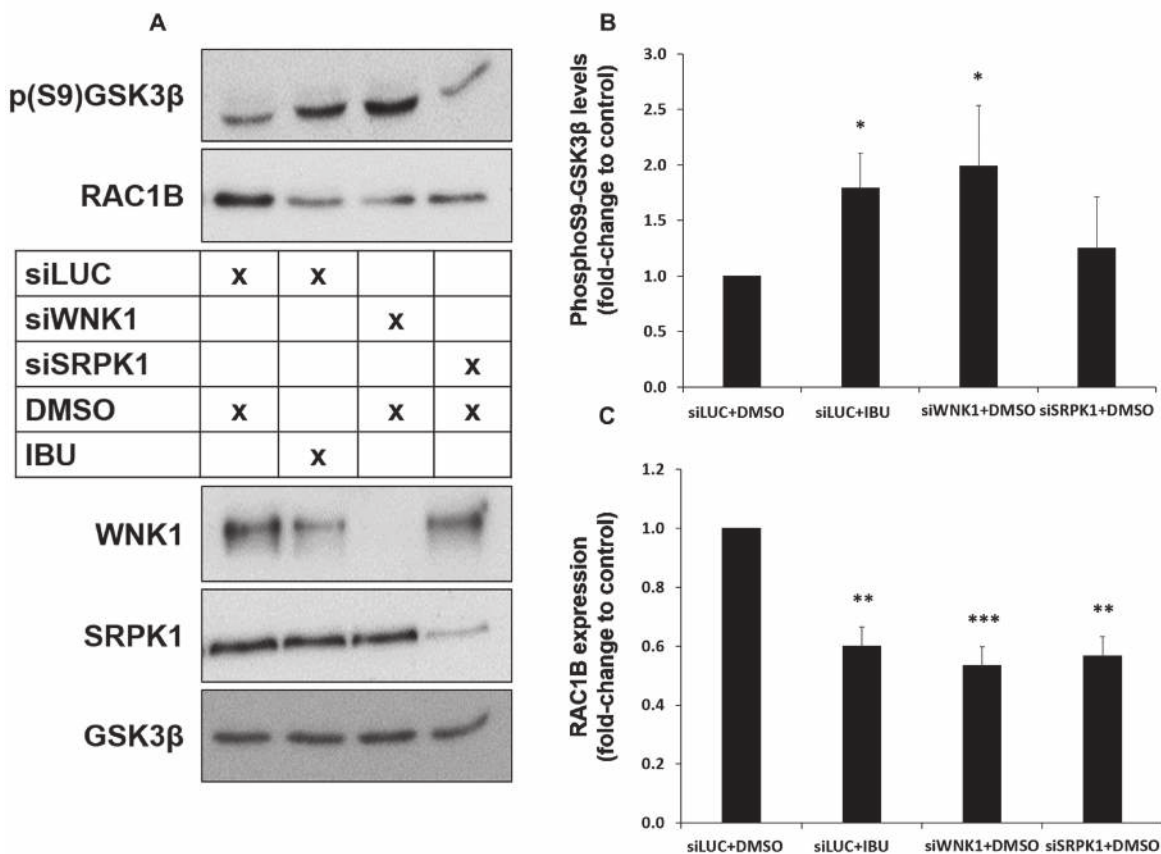 A
p(S9)GSK3β
RAC1B
siLUC x x
siWNK1 x
siSRPK1 x
DMSO x x x
IBU x
WNK1
SRPK1
GSK3β
B
PhosphoS9-GSK3β levels
(fold-change to control)
3.0
2.5
2.0
1.5
1.0
0.5
0.0
*
*
siLUC+DMSO siLUC+IBU siWNK1+DMSO siSRPK1+DMSO
C
RAC1B expression
(fold-change to control)
1.2
1.0
0.8
0.6
0.4
0.2
0.0
**
***
**
siLUC+DMSO siLUC+IBU siWNK1+DMSO siSRPK1+DMSO